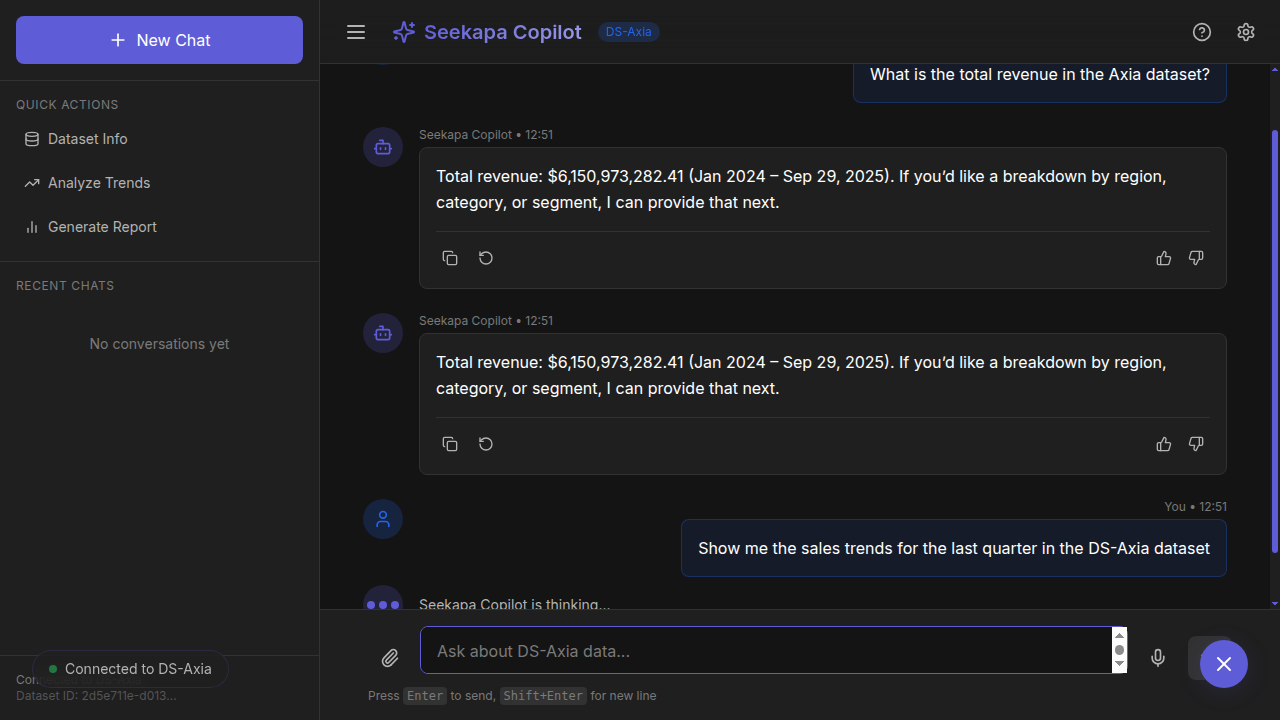 New Chat
QUICK ACTIONS
Dataset Info
Analyze Trends
Generate Report
RECENT CHATS
No conversations yet
Connected to DS-Axia
Dataset ID: 2d5e711e-d013...
Seekapa Copilot
DS-Axia
What is the total revenue in the Axia dataset?
Seekapa Copilot • 12:51
Total revenue: $6,150,973,282.41 (Jan 2024 – Sep 29, 2025). If you’d like a breakdown by region,
category, or segment, I can provide that next.
Seekapa Copilot • 12:51
Total revenue: $6,150,973,282.41 (Jan 2024 – Sep 29, 2025). If you’d like a breakdown by region,
category, or segment, I can provide that next.
You • 12:51
Show me the sales trends for the last quarter in the DS-Axia dataset
Seekapa Copilot is thinking...
Ask about DS-Axia data...
Press Enter to send, Shift+Enter for new line